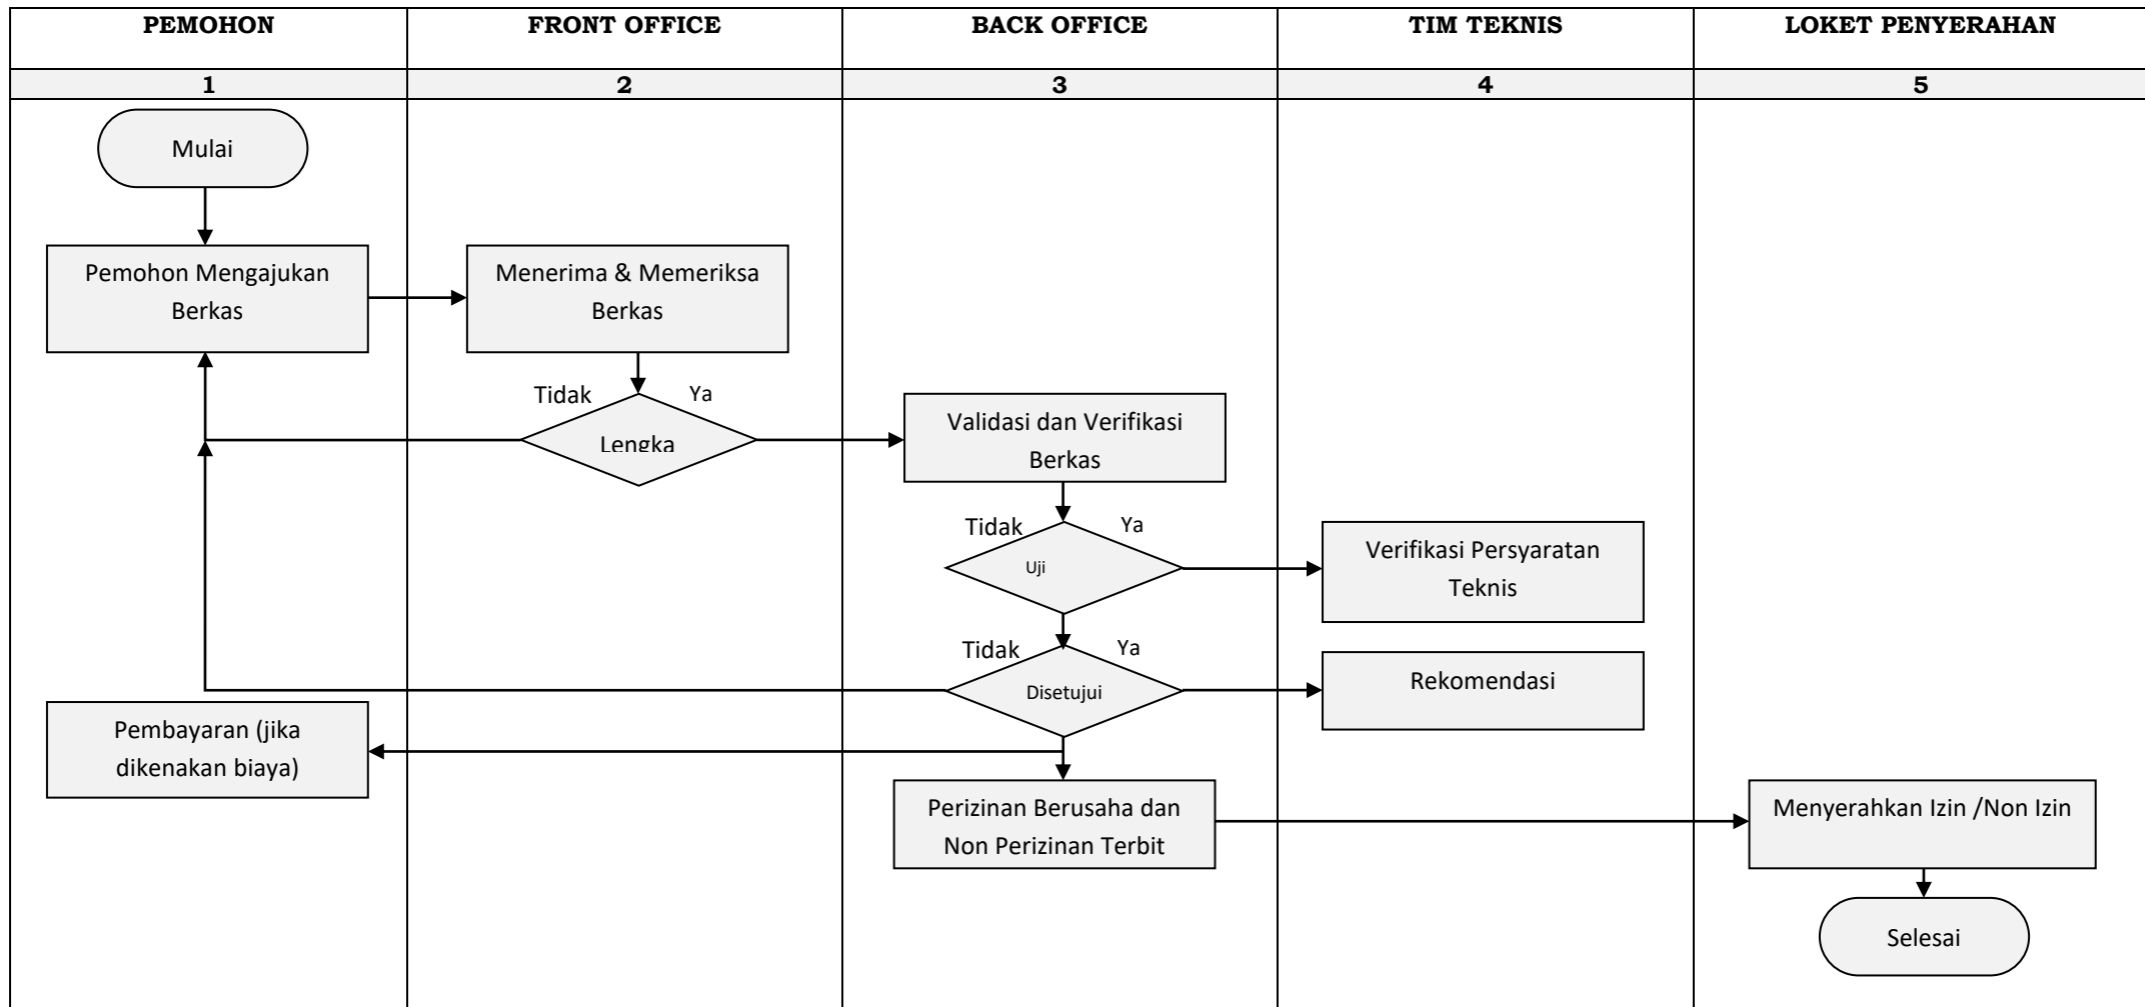 PEMOHON
FRONT OFFICE
BACK OFFICE
TIM TEKNIS
LOKET PENYERAHAN
1
2
3
4
5
Mulai
Pemohon Mengajukan
Berkas
Menerima & Memeriksa
Berkas
Tidak
Ya
Lengka
Validasi dan Verifikasi
Berkas
Tidak
Ya
Uji
Verifikasi Persyaratan
Teknis
Tidak
Ya
Disetujui
Rekomendasi
Pembayaran (jika
dikenakan biaya)
Perizinan Berusaha dan
Non Perizinan Terbit
Menyerahkan Izin /Non Izin
Selesai